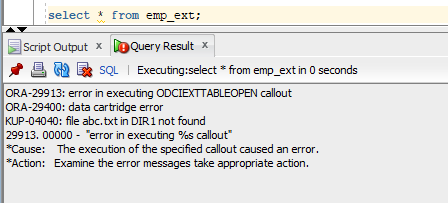 select * from emp_ext;
Script Output x Query Result x
SQL | Executing:select * from emp_ext in 0 seconds
ORA-29913: error in executing ODCIEXTTABLEOPEN callout
ORA-29400: data cartridge error
KUP-04040: file abc.txt in DIR1 not found
29913. 00000 - "error in executing %s callout"
*Cause: The execution of the specified callout caused an error.
*Action: Examine the error messages take appropriate action.